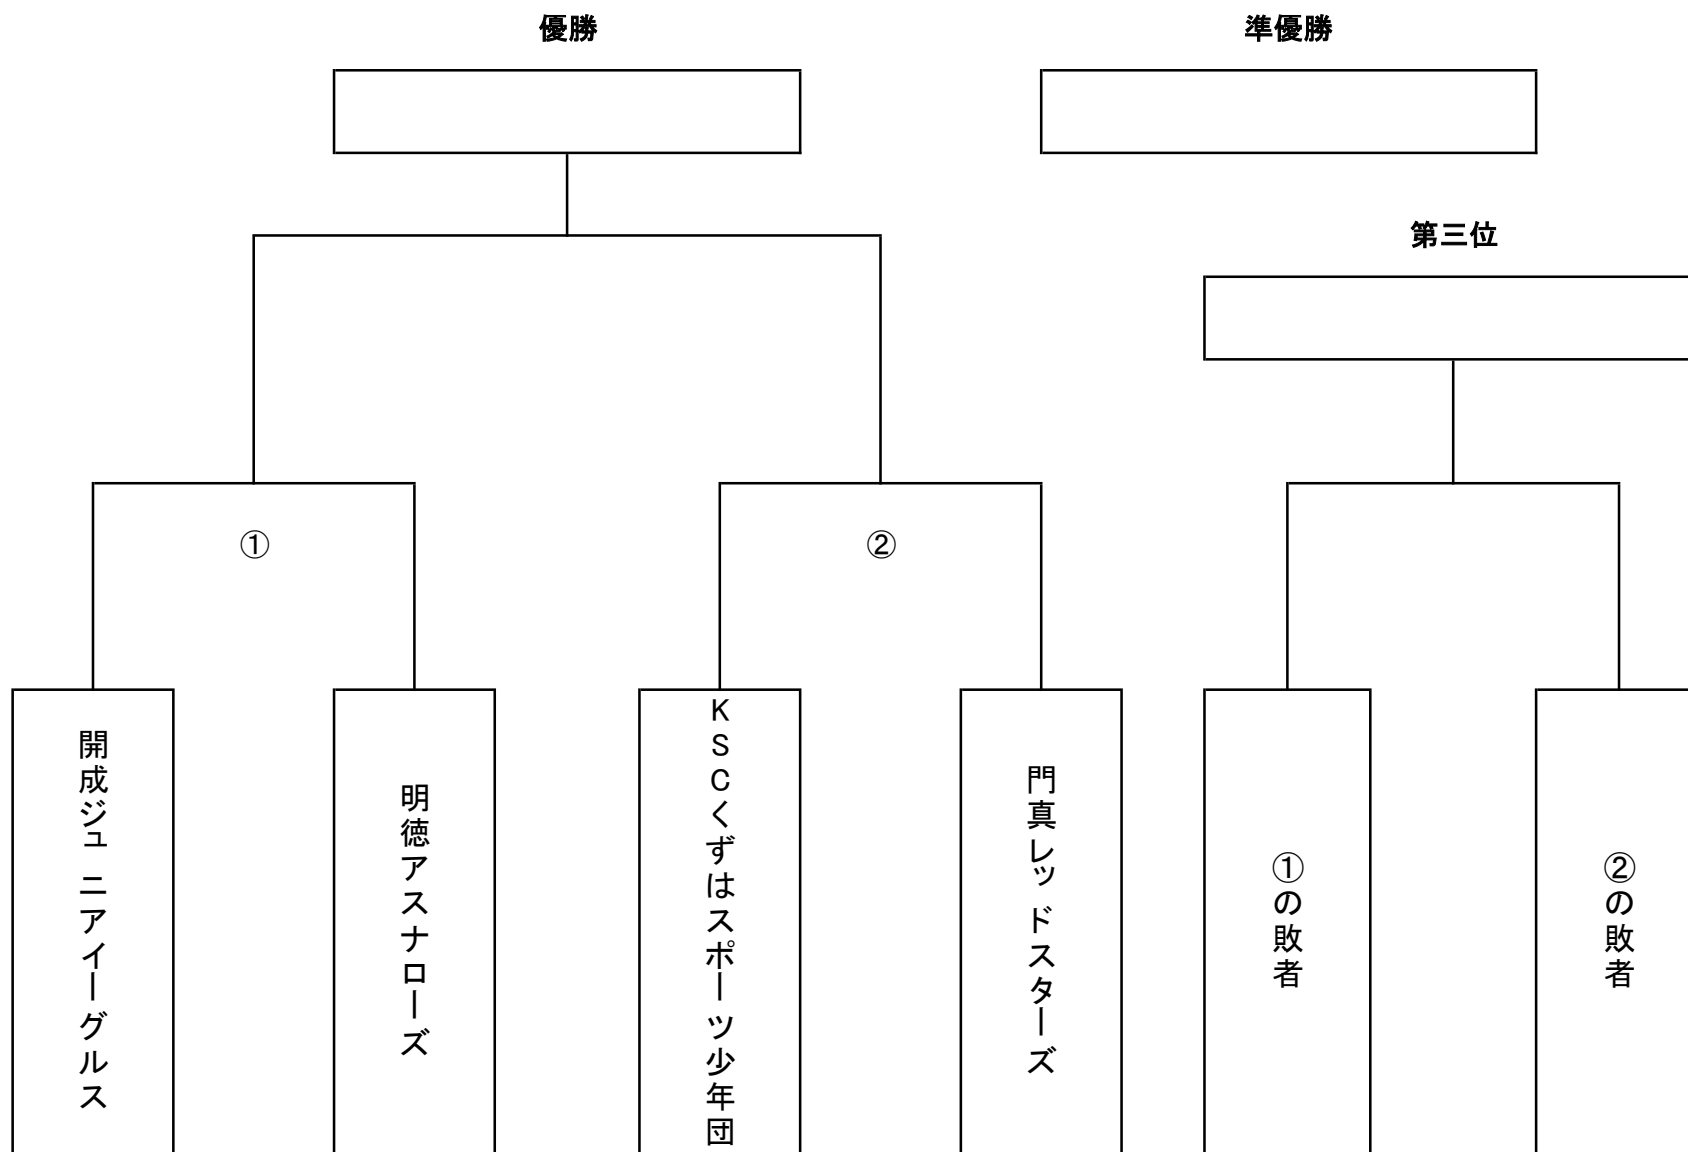 優勝
準優勝
第三位
①
②
開成ジュニアイーグルス
明徳アスナローズ
KSCくずはスポーツ少年団
門真レッドスターズ
①の敗者
②の敗者